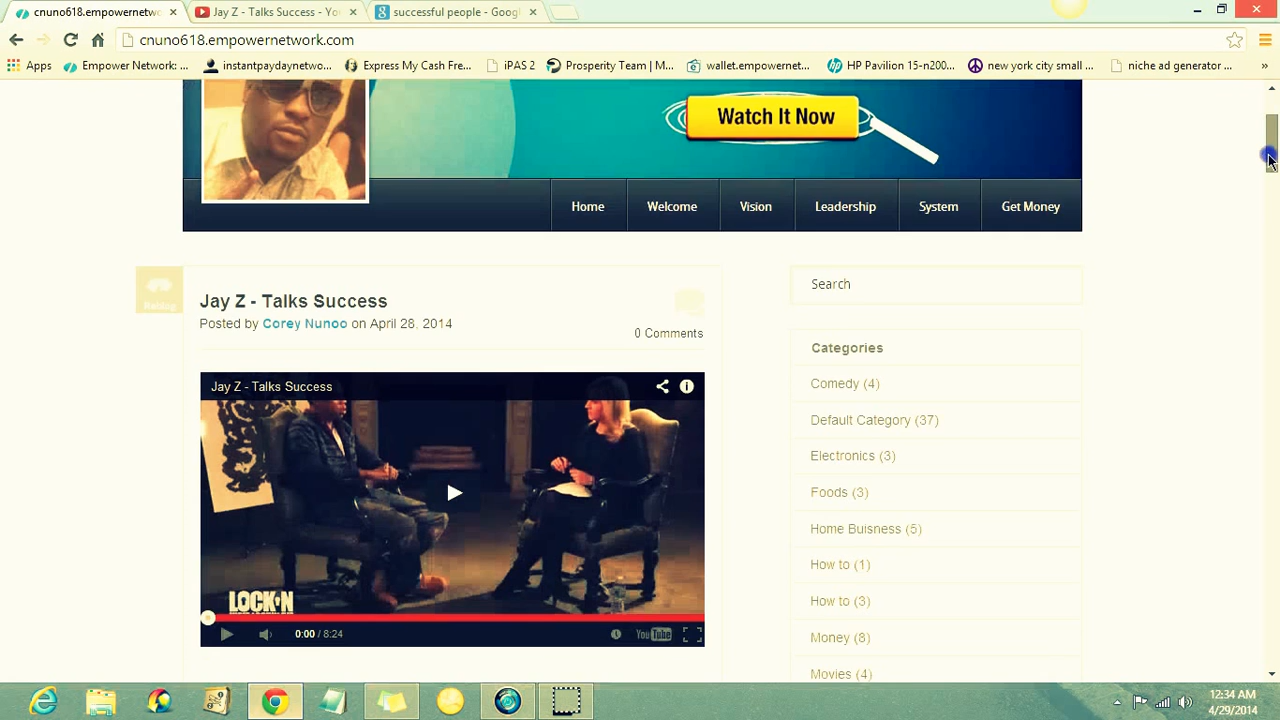 cnuno618.empowernetwo...
Jay Z - Talks Success - Yo
successful people - Goog
cnuno618.empowernetwork.com
Apps
Empower Network: ...
instantpaydaynetwo...
Express My Cash Fre...
iPAS 2
Prosperity Team | M...
wallet.empowernet...
HP Pavilion 15-n200...
new york city small ...
niche ad generator ...
»
Watch It Now
Home
Welcome
Vision
Leadership
System
Get Money
Reblog
Jay Z - Talks Success
Posted by Corey Nunoo on April 28, 2014
0 Comments
Jay Z - Talks Success
LOCK'N
0:00 / 8:24
YouTube
Search
Categories
Comedy (4)
Default Category (37)
Electronics (3)
Foods (3)
Home Buisness (5)
How to (1)
How to (3)
Money (8)
Movies (4)
12:34 AM
4/29/2014